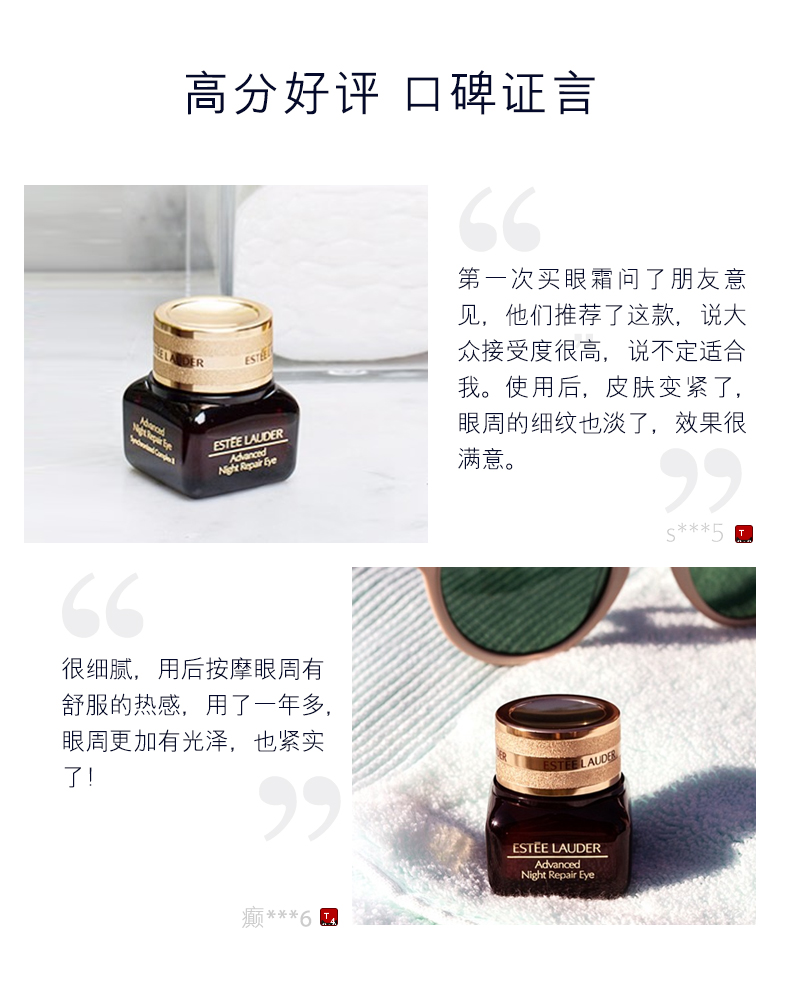 高分好评 口碑证言
第一次买眼霜问了朋友意
见，他们推荐了这款，说大
众接受度很高，说不定适合
我。使用后，皮肤变紧了，
眼周的细纹也淡了，效果很
满意。
s***5
ESTÉE LAUDER
Advanced
Night Repair Eye
Synchronized Complex II
ESTĒE LAUDER
Advanced
Night Repair Eye
很细腻，用后按摩眼周有
舒服的热感，用了一年多，
眼周更加有光泽，也紧实
了！
癫***6
ESTĒE LAUDER
ESTĒE LAUDER
Advanced
Night Repair Eye